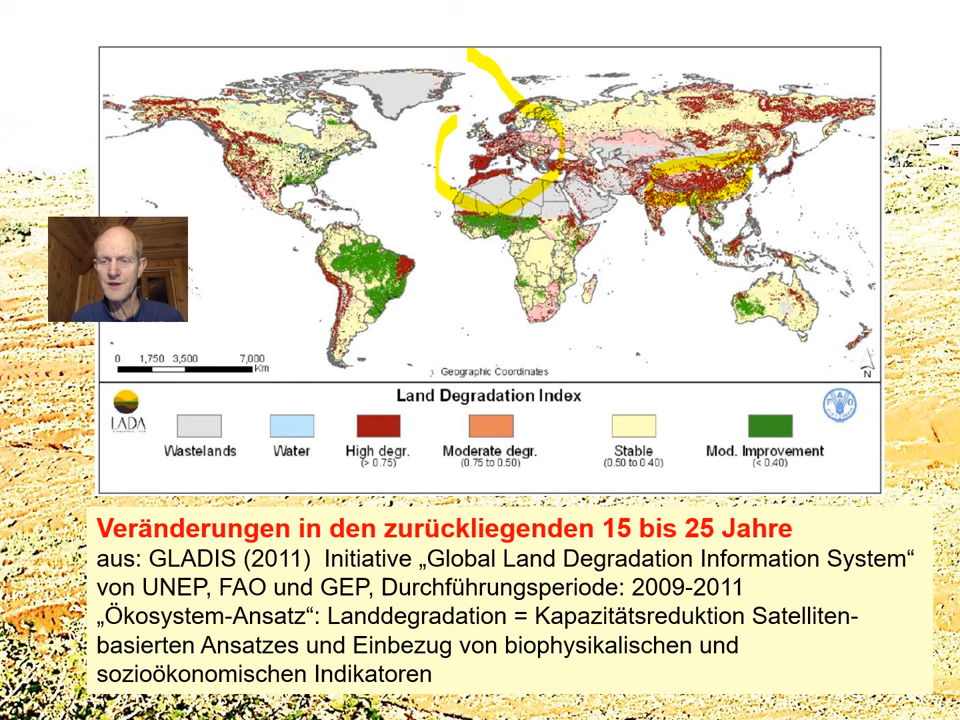 0 1,750 3,500 7,000
Km
Geographic Coordinates
N
Land Degradation Index
LADA
FAO
Wastelands
Water
High degr.
(> 0.75)
Moderate degr.
(0.75 to 0.50)
Stable
(0.50 to 0.40)
Mod. Improvement
(< 0.40)
Veränderungen in den zurückliegenden 15 bis 25 Jahre
aus: GLADIS (2011) Initiative „Global Land Degradation Information System“
von UNEP, FAO und GEP, Durchführungsperiode: 2009-2011
„Ökosystem-Ansatz“: Landdegradation = Kapazitätsreduktion Satelliten-
basierten Ansatzes und Einbezug von biophysikalischen und
sozioökonomischen Indikatoren